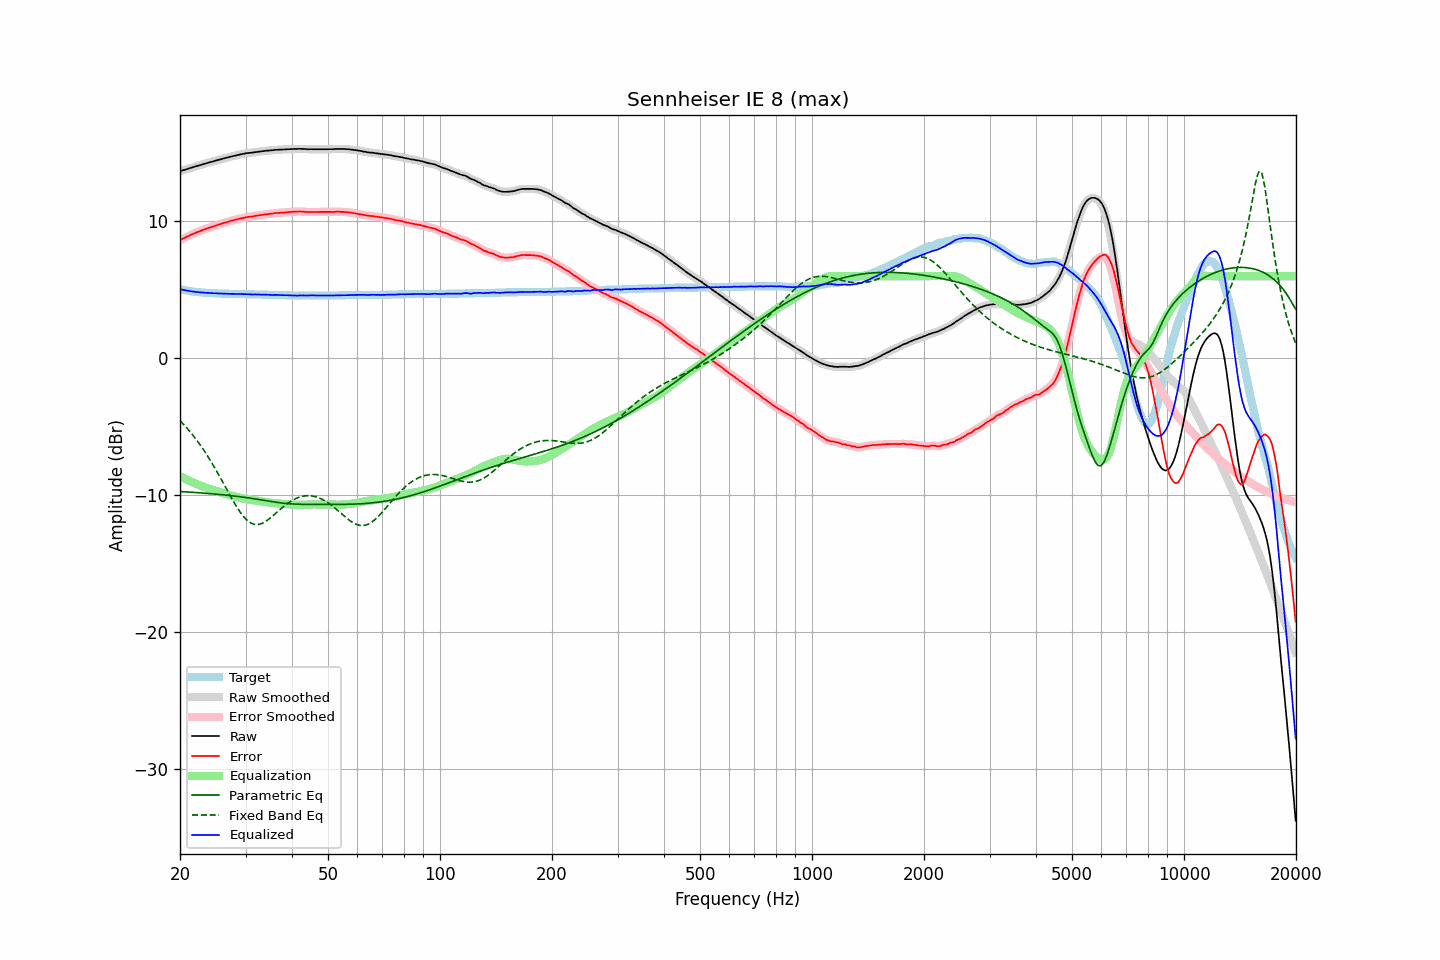 Sennheiser IE 8 (max)
Amplitude (dBr)
10
0
−10
−20
−30
Target
Raw Smoothed
Error Smoothed
Raw
Error
Equalization
Parametric Eq
Fixed Band Eq
Equalized
20 50 100 200 500 1000 2000 5000 10000 20000
Frequency (Hz)